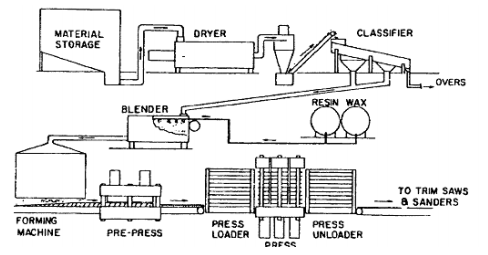 MATERIAL
STORAGE
DRYER
CLASSIFIER
OVERS
BLENDER
RESIN WAX
FORMING
MACHINE
PRE-PRESS
PRESS
LOADER
PRESS
PRESS
UNLOADER
TO TRIM SAWS
& SANDERS